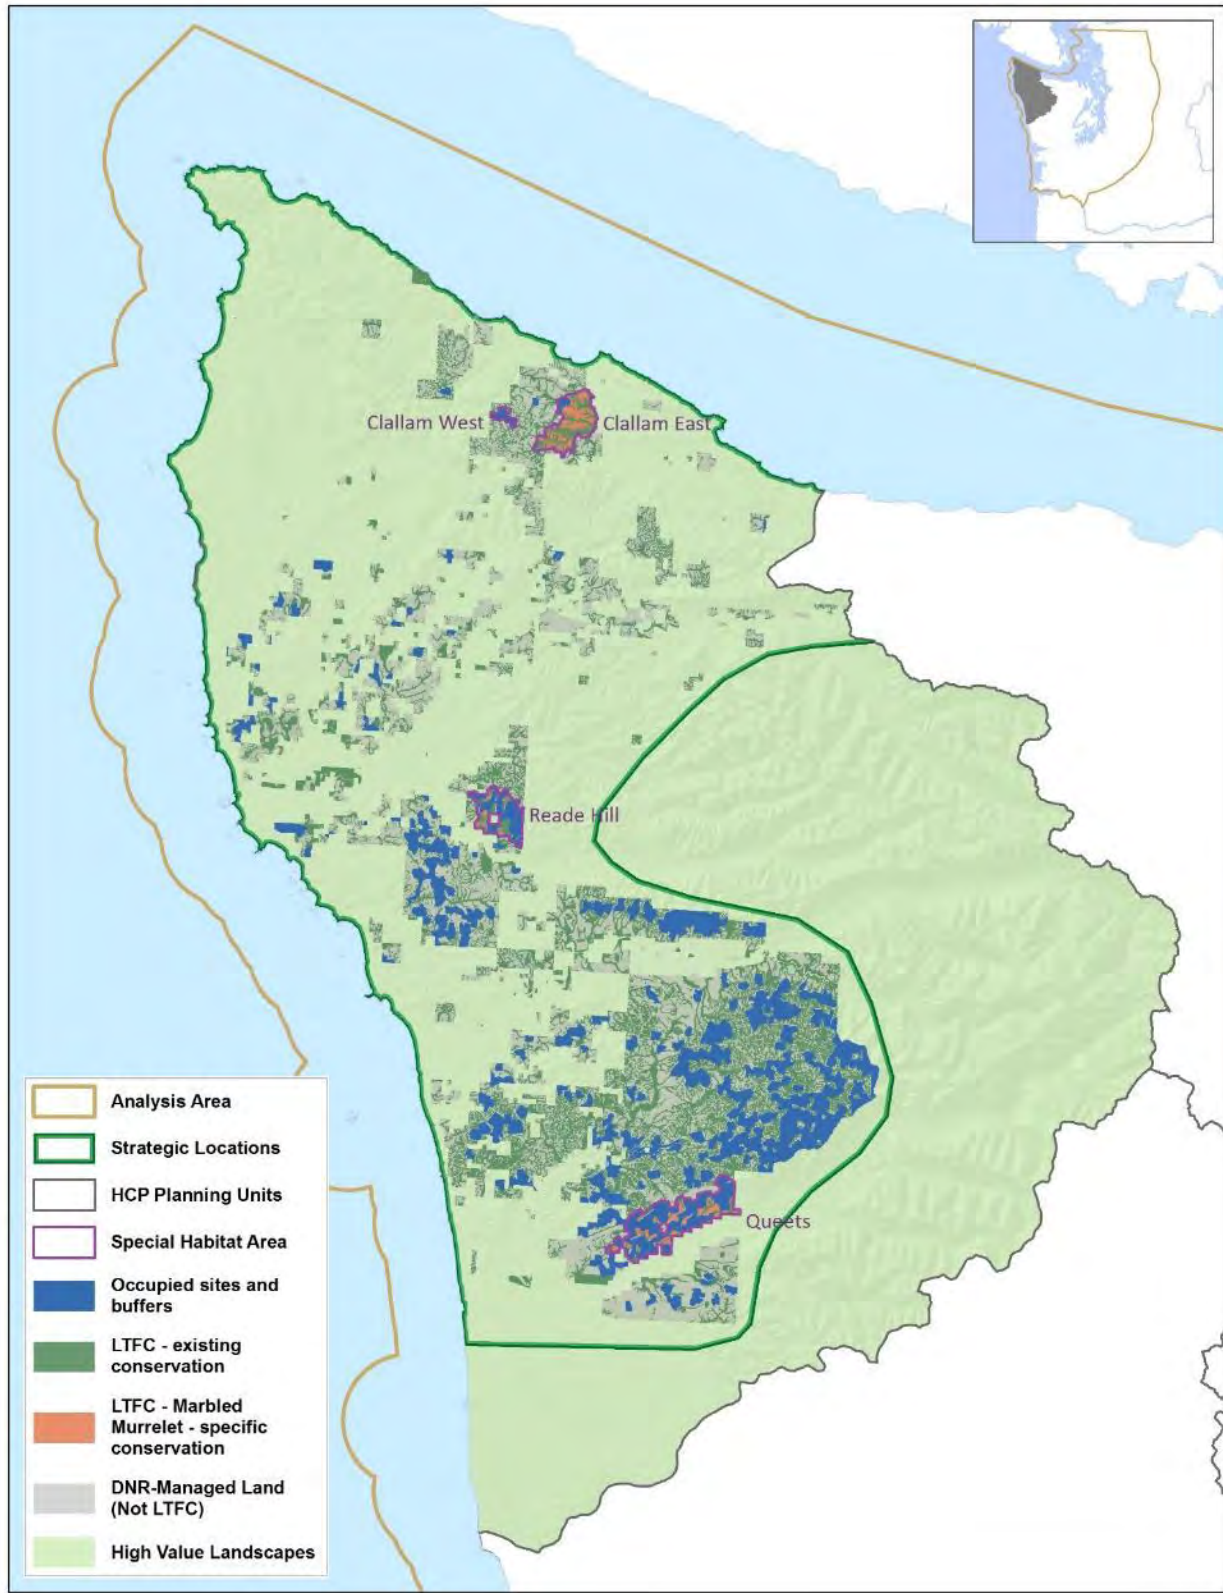 Clallam West
Clallam East
Reade Hill
Queets
Analysis Area
Strategic Locations
HCP Planning Units
Special Habitat Area
Occupied sites and
buffers
LTFC - existing
conservation
LTFC - Marbled
Murrelet - specific
conservation
DNR-Managed Land
(Not LTFC)
High Value Landscapes